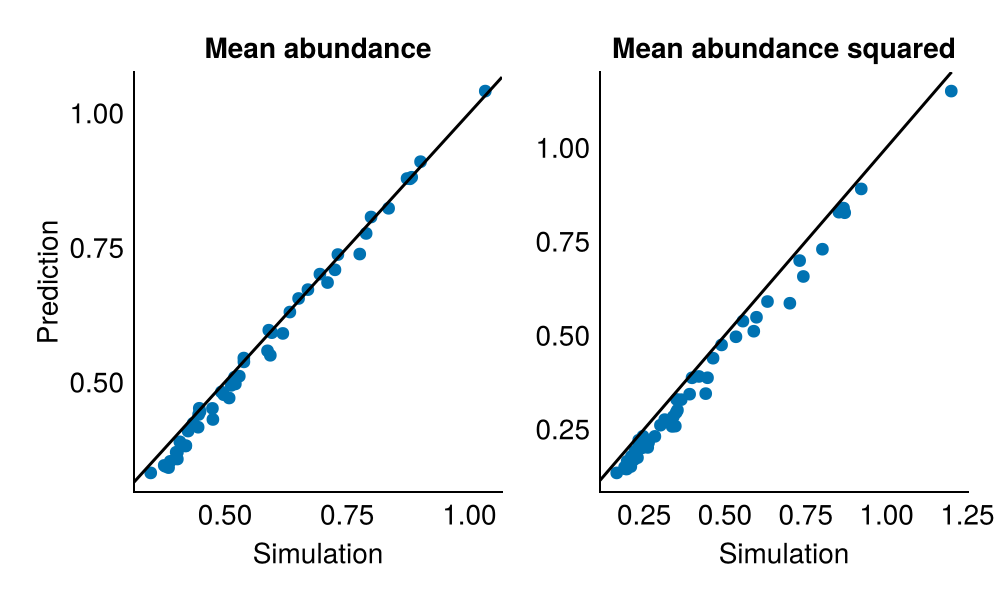 Mean abundance
Prediction
1.00
0.75
0.50
0.50 0.75 1.00
Simulation
Mean abundance squared
1.00
0.75
0.50
0.25
0.25 0.50 0.75 1.00 1.25
Simulation